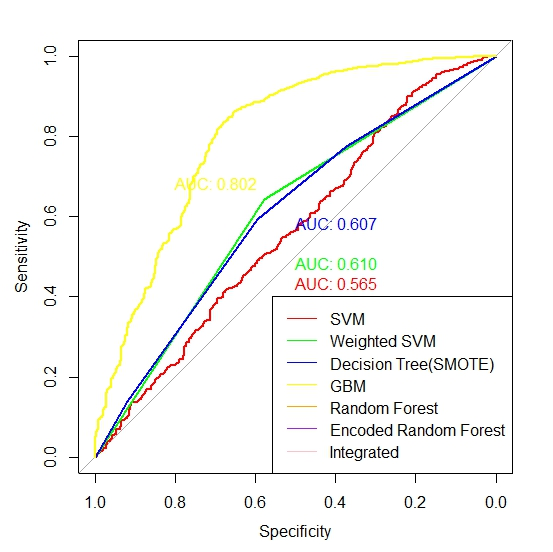 1.0
0.8
0.6
0.4
0.2
0.0
Sensitivity
AUC: 0.802
AUC: 0.607
AUC: 0.610
AUC: 0.565
SVM
Weighted SVM
Decision Tree(SMOTE)
GBM
Random Forest
Encoded Random Forest
Integrated
1.0 0.8 0.6 0.4 0.2 0.0
Specificity